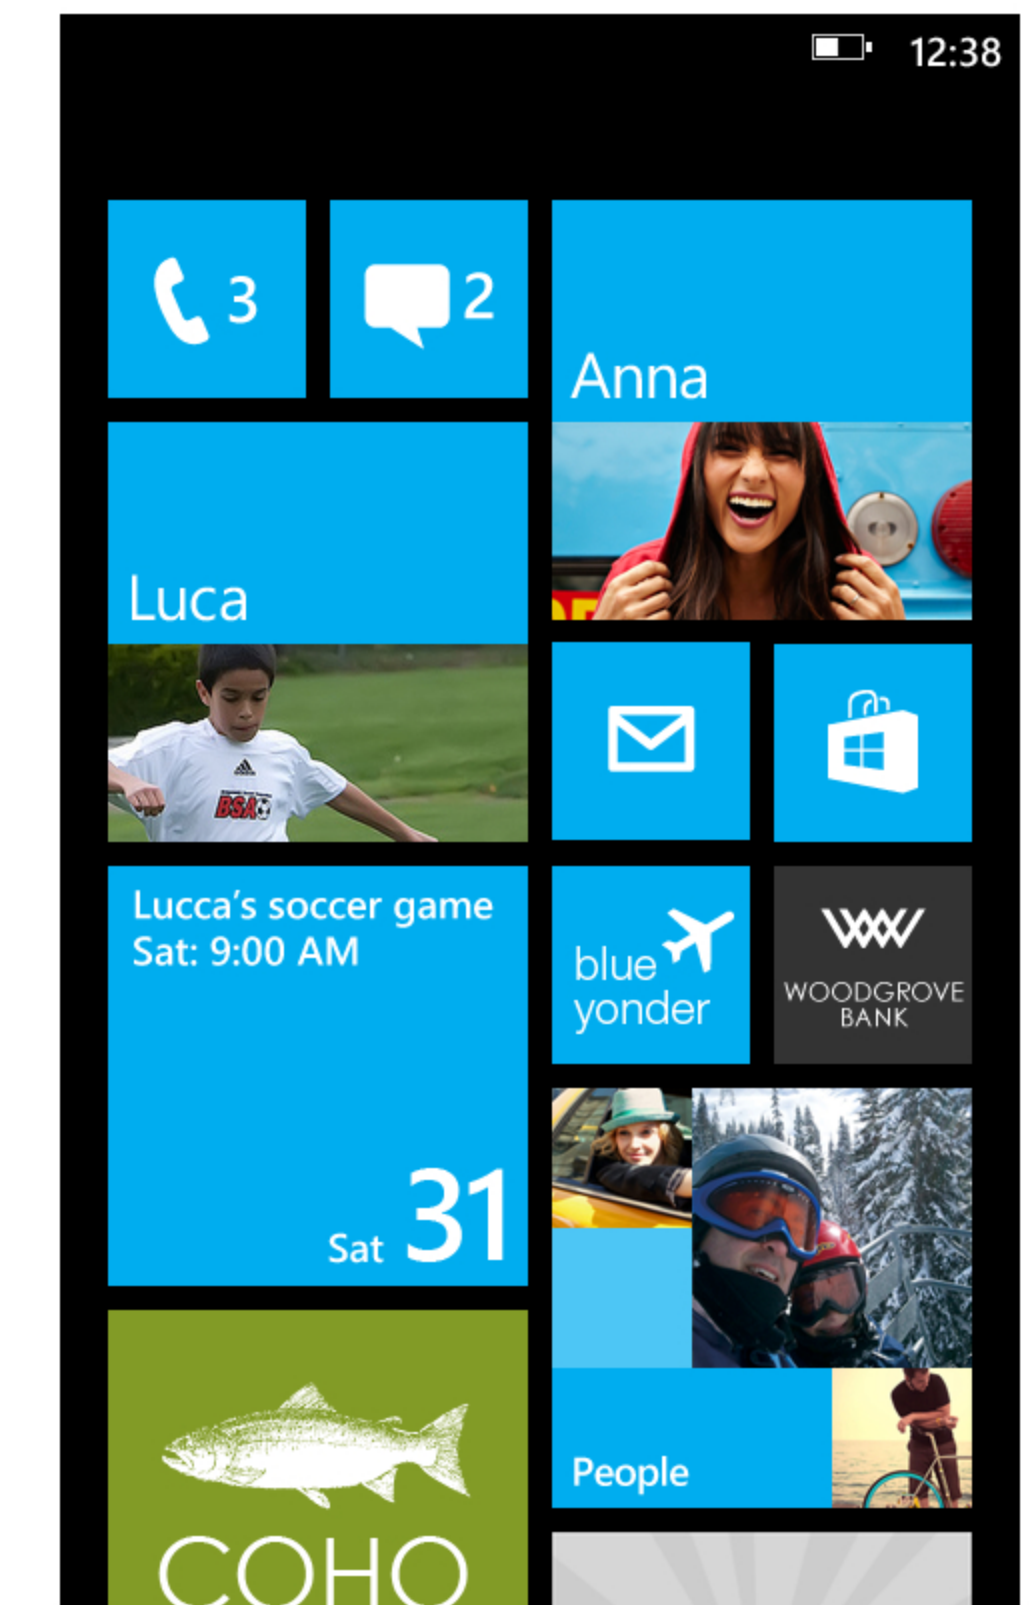 12:38
3
2
Anna
Luca
BSA
Lucca’s soccer game
Sat: 9:00 AM
Sat 31
blue
yonder
WOODGROVE
BANK
People
COHO